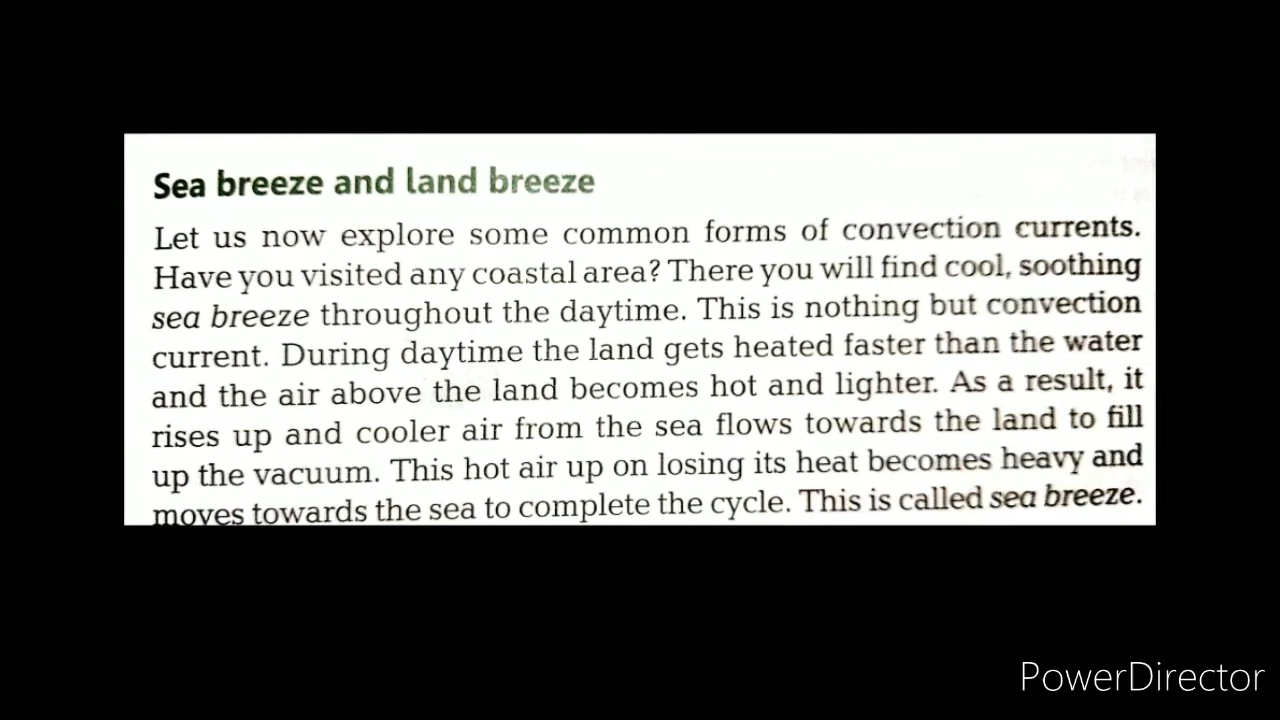 Sea breeze and land breeze
Let us now explore some common forms of convection currents.
Have you visited any coastal area? There you will find cool, soothing
sea breeze throughout the daytime. This is nothing but convection
current. During daytime the land gets heated faster than the water
and the air above the land becomes hot and lighter. As a result, it
rises up and cooler air from the sea flows towards the land to fill
up the vacuum. This hot air up on losing its heat becomes heavy and
moves towards the sea to complete the cycle. This is called sea breeze.
PowerDirector